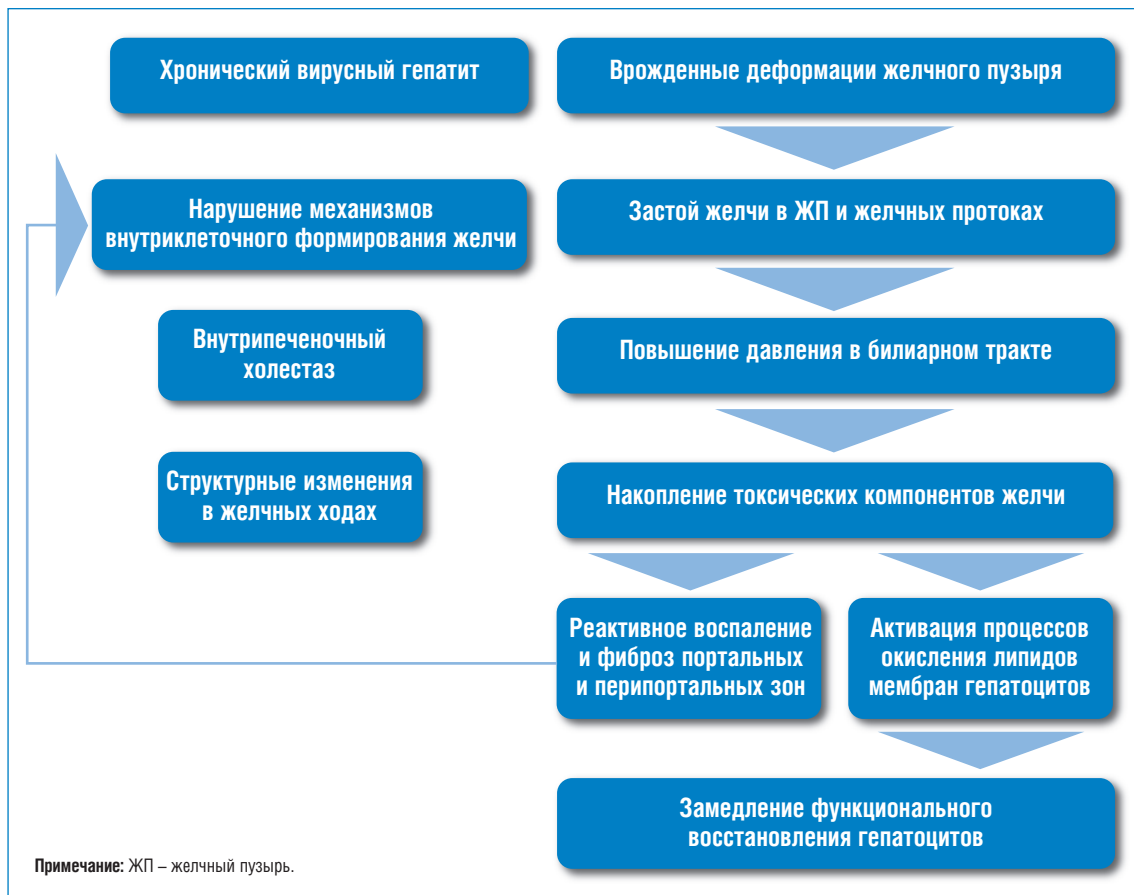 Хронический вирусный гепатит
Врожденные деформации желчного пузыря
Нарушение механизмов
внутриклеточного формирования желчи
Застой желчи в ЖП и желчных протоках
Внутрипеченочный
холестаз
Повышение давления в билиарном тракте
Структурные изменения
в желчных ходах
Накопление токсических компонентов желчи
Реактивное воспаление
и фиброз портальных
и перипортальных зон
Активация процессов
окисления липидов
мембран гепатоцитов
Замедление функционального
восстановления гепатоцитов
Примечание: ЖП – желчный пузырь.